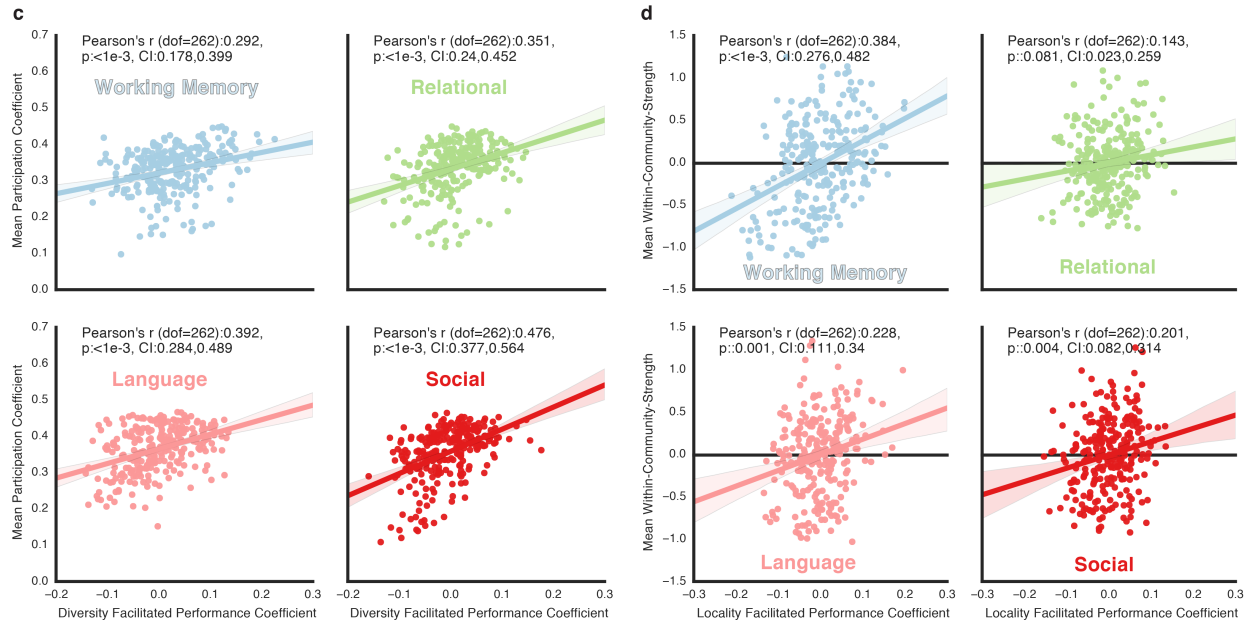 c
Pearson's r (dof=262):0.292,
p:<1e-3, CI:0.178,0.399
Working Memory
Pearson's r (dof=262):0.351,
p:<1e-3, CI:0.24,0.452
Relational
Mean Participation Coefficient
0.7
0.6
0.5
0.4
0.3
0.2
0.1
0.0
Pearson's r (dof=262):0.392,
p:<1e-3, CI:0.284,0.489
Language
Pearson's r (dof=262):0.476,
p:<1e-3, CI:0.377,0.564
Social
Mean Participation Coefficient
0.7
0.6
0.5
0.4
0.3
0.2
0.1
0.0
−0.2 −0.1 0.0 0.1 0.2 0.3
Diversity Facilitated Performance Coefficient
−0.2 −0.1 0.0 0.1 0.2 0.3
Diversity Facilitated Performance Coefficient
d
Pearson's r (dof=262):0.384,
p:<1e-3, CI:0.276,0.482
Working Memory
Pearson's r (dof=262):0.143,
p::0.081, CI:0.023,0.259
Relational
Mean Within-Community-Strength
1.5
1.0
0.5
0.0
−0.5
−1.0
−1.5
Pearson's r (dof=262):0.228,
p::0.001, CI:0.111,0.34
Language
Pearson's r (dof=262):0.201,
p::0.004, CI:0.082,0.314
Social
Mean Within-Community-Strength
1.5
1.0
0.5
0.0
−0.5
−1.0
−1.5
−0.3 −0.2 −0.1 0.0 0.1 0.2 0.3
Locality Facilitated Performance Coefficient
−0.3 −0.2 −0.1 0.0 0.1 0.2 0.3
Locality Facilitated Performance Coefficient